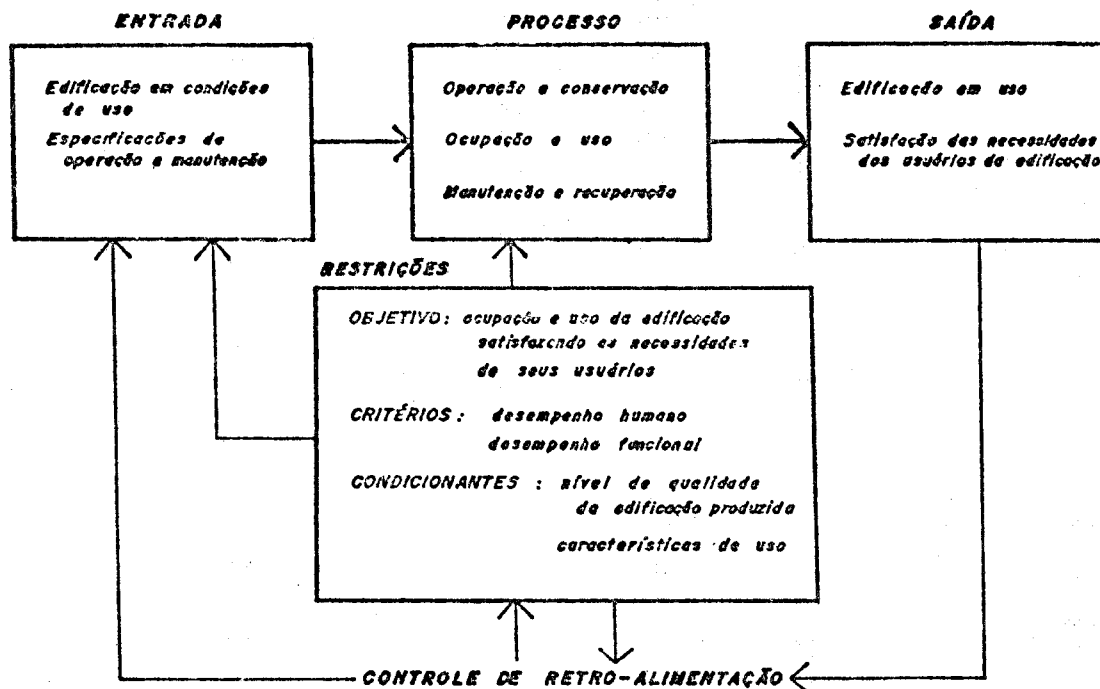 ENTRADA
Edificação em condições
de uso
Especificações de
operação e manutenção
PROCESSO
Operação e conservação
Ocupação e uso
Manutenção e recuperação
SAÍDA
Edificação em uso
Satisfação das necessidades
dos usuários da edificação
RESTRIÇÕES
OBJETIVO: ocupação e uso da edificação
satisfazendo as necessidades
de seus usuários
CRITÉRIOS: desempenho humano
desempenho funcional
CONDICIONANTES : nível de qualidade
da edificação produzida
características de uso
CONTROLE DE RETRO-ALIMENTAÇÃO